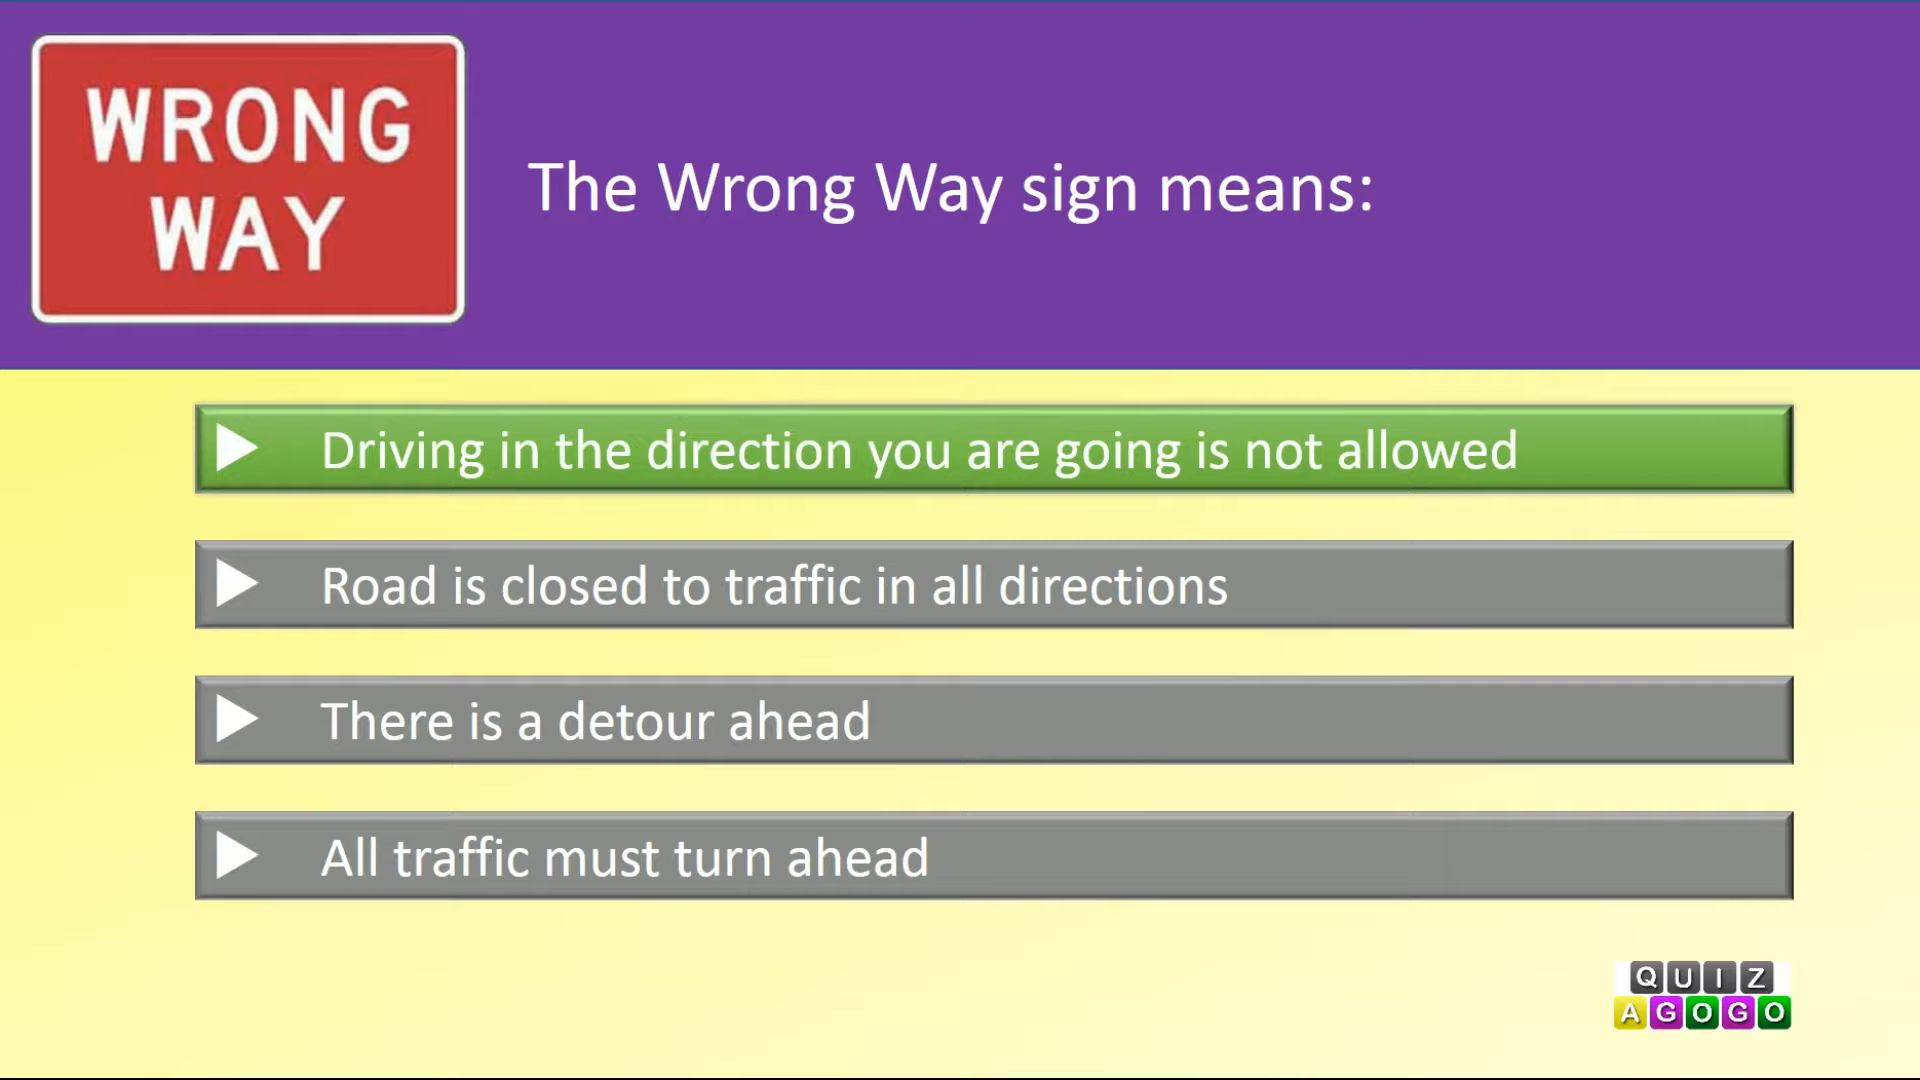 WRONG
WAY
The Wrong Way sign means:
Driving in the direction you are going is not allowed
Road is closed to traffic in all directions
There is a detour ahead
All traffic must turn ahead
QUIZ
AGOGO